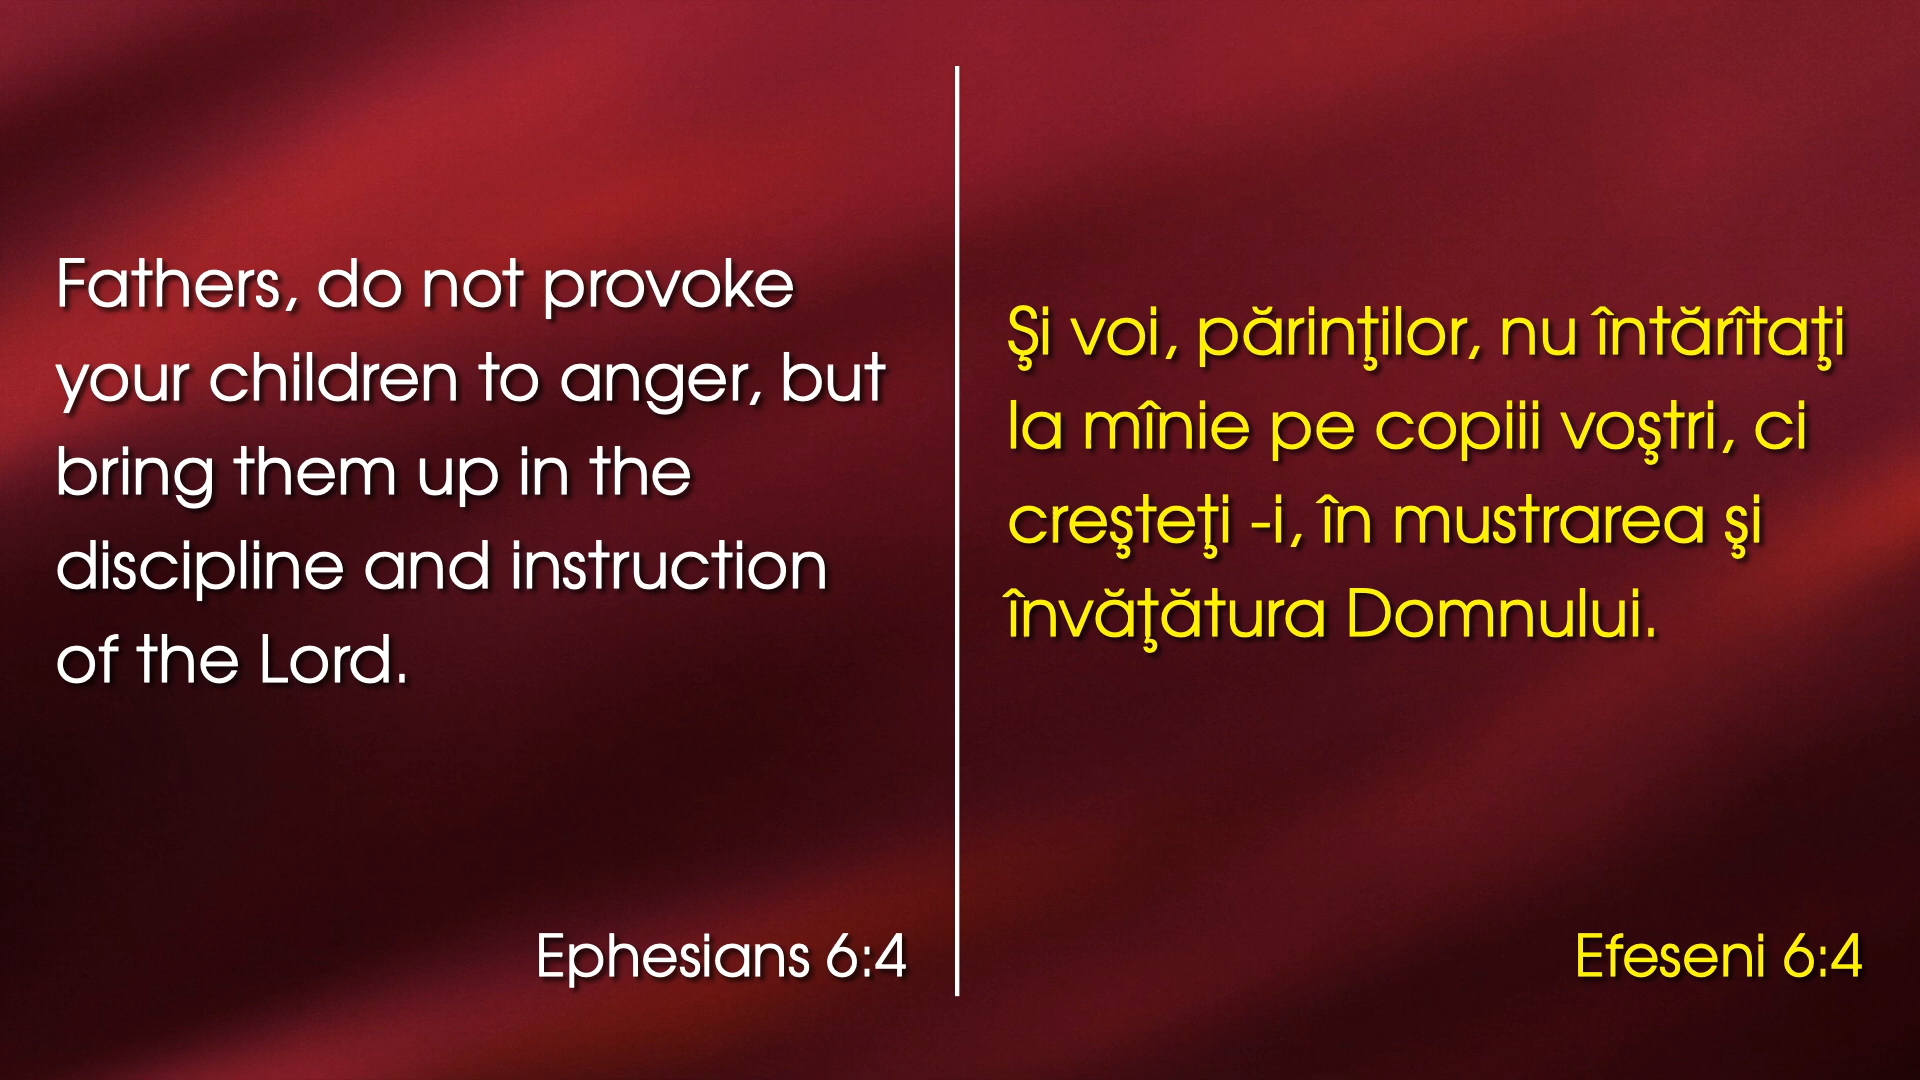 Fathers, do not provoke
your children to anger, but
bring them up in the
discipline and instruction
of the Lord.
Ephesians 6:4
Şi voi, părinţilor, nu întărîtaţi
la mînie pe copiii voştri, ci
creşteţi -i, în mustrarea şi
învăţătura Domnului.
Efeseni 6:4